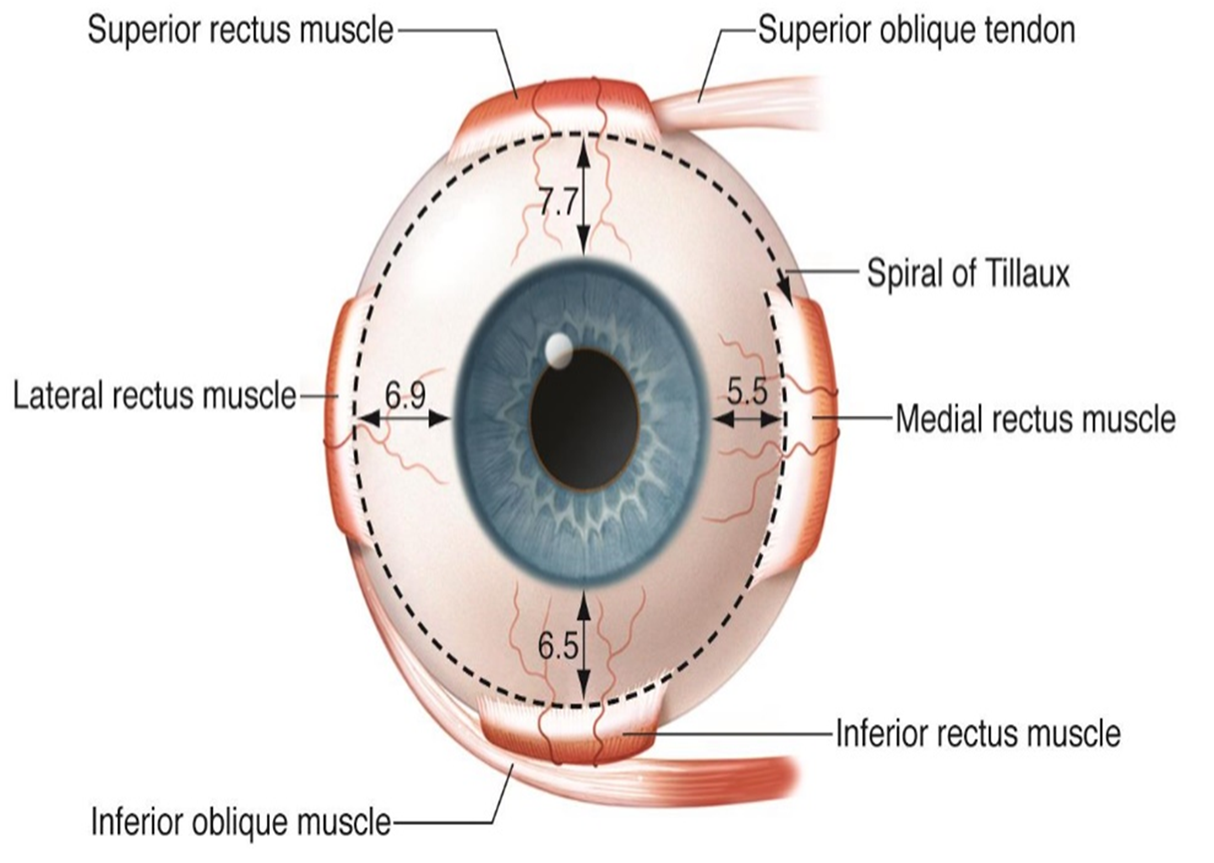 Superior rectus muscle
Superior oblique tendon
7.7
Spiral of Tillaux
Lateral rectus muscle
6.9
5.5
Medial rectus muscle
6.5
Inferior rectus muscle
Inferior oblique muscle